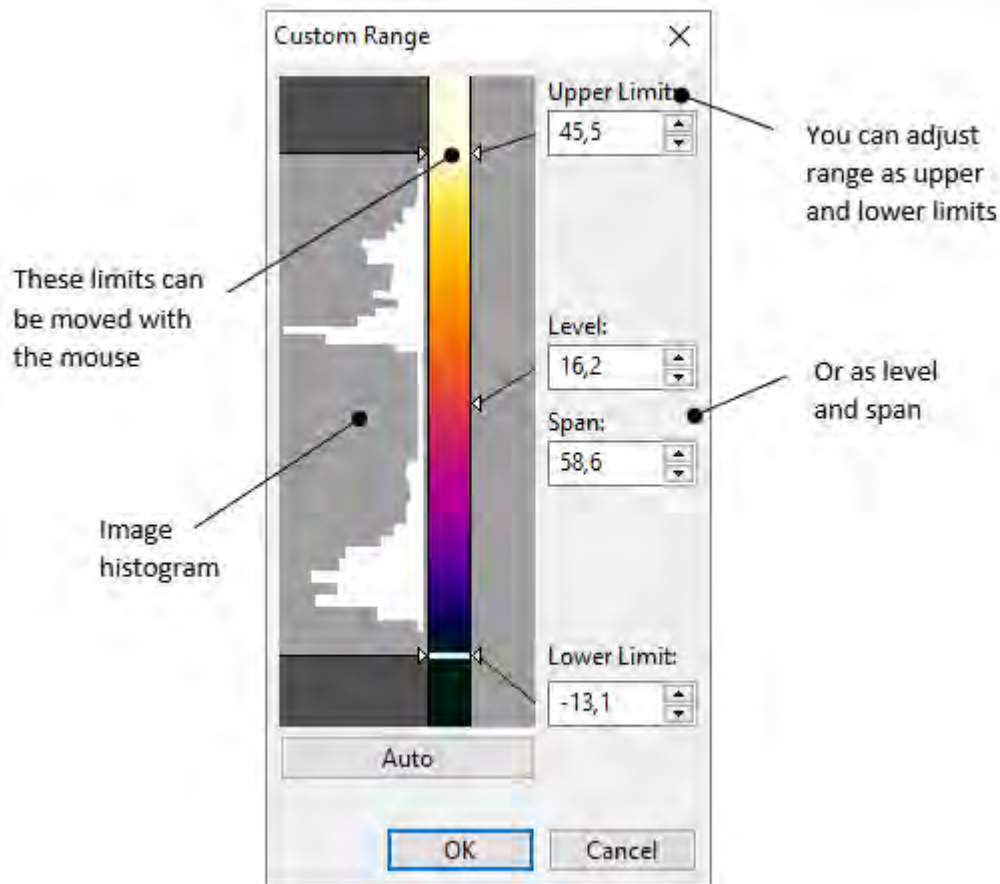 Custom Range
Upper Limit:
45,5
You can adjust
range as upper
and lower limits
These limits can
be moved with
the mouse
Level:
16,2
Or as level
and span
Span:
58,6
Image
histogram
Lower Limit:
-13,1
Auto
OK
Cancel